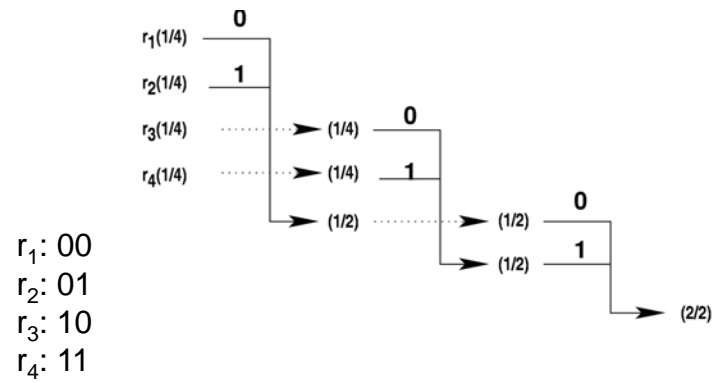 0
r₁(1/4)
r₂(1/4) 1
r₃(1/4) (1/4) 0
r₄(1/4) (1/4) 1
(1/2) (1/2) 0
(1/2) 1
(2/2)
r₁: 00
r₂: 01
r₃: 10
r₄: 11